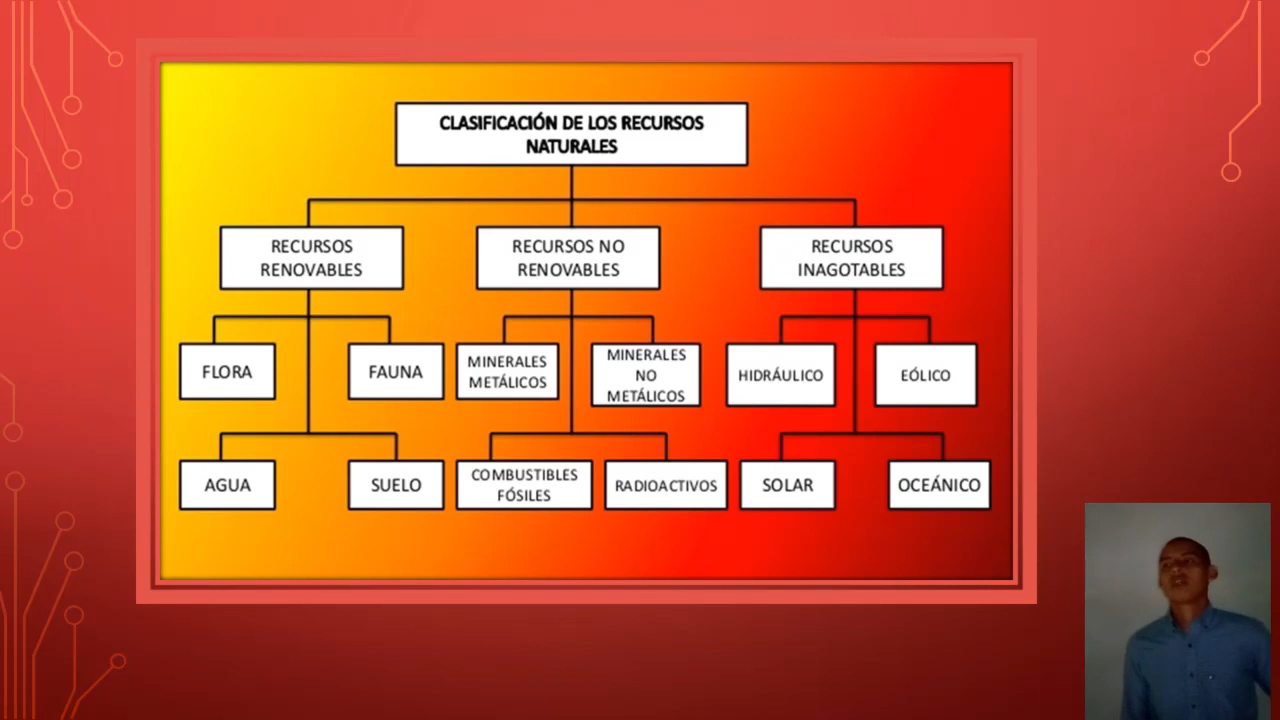 CLASIFICACIÓN DE LOS RECURSOS
NATURALES
RECURSOS
RENOVABLES
RECURSOS NO
RENOVABLES
RECURSOS
INAGOTABLES
FLORA
FAUNA
MINERALES
METÁLICOS
MINERALES
NO
METÁLICOS
HIDRÁULICO
EÓLICO
AGUA
SUELO
COMBUSTIBLES
FÓSILES
RADIOACTIVOS
SOLAR
OCEÁNICO